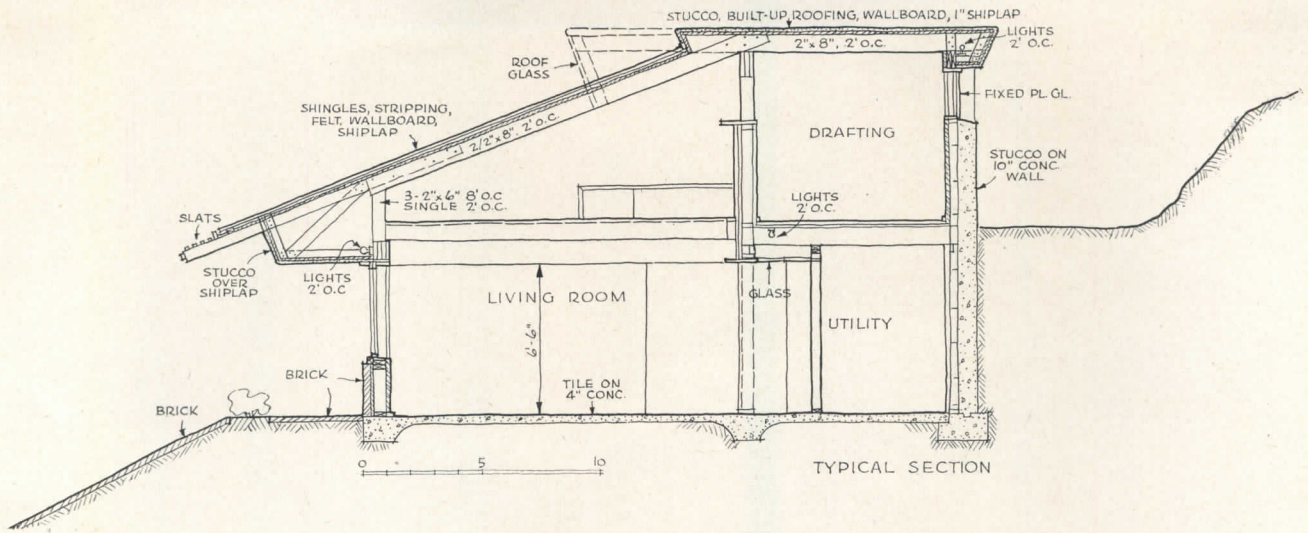 STUCCO, BUILT-UP ROOFING, WALLBOARD, 1" SHIPLAP
2"x 8", 2' O.C.
LIGHTS
2' O.C.
ROOF
GLASS
FIXED PL. GL.
SHINGLES, STRIPPING,
FELT, WALLBOARD,
SHIPLAP
2/2"x8", 2' O.C.
DRAFTING
STUCCO ON
10" CONC.
WALL
3-2"x 6" 8' O.C
SINGLE 2' O.C.
LIGHTS
2' O.C.
SLATS
STUCCO
OVER
SHIPLAP
LIGHTS
2' O.C
LIVING ROOM
GLASS
6'-6"
UTILITY
BRICK
TILE ON
4" CONC.
BRICK
0 5 10
TYPICAL SECTION